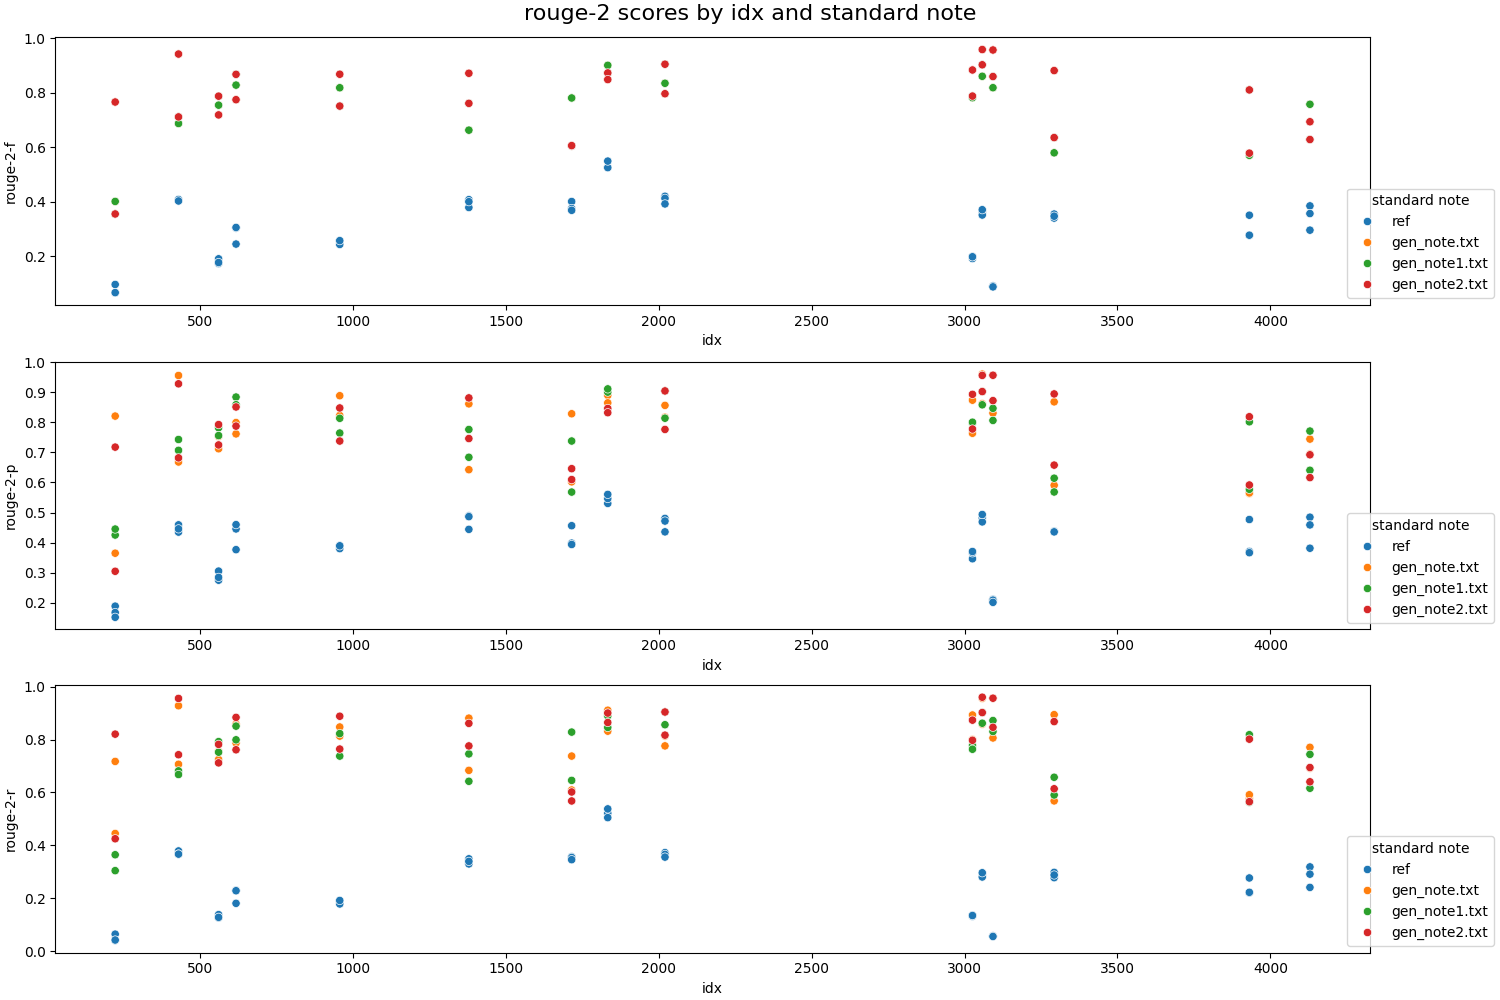 rouge-2 scores by idx and standard note
1.0
0.8
0.6
0.4
0.2
rouge-2-f
500 1000 1500 2000 2500 3000 3500 4000
idx
standard note
ref
gen_note.txt
gen_note1.txt
gen_note2.txt
1.0
0.9
0.8
0.7
0.6
0.5
0.4
0.3
0.2
rouge-2-p
500 1000 1500 2000 2500 3000 3500 4000
idx
standard note
ref
gen_note.txt
gen_note1.txt
gen_note2.txt
1.0
0.8
0.6
0.4
0.2
0.0
rouge-2-r
500 1000 1500 2000 2500 3000 3500 4000
idx
standard note
ref
gen_note.txt
gen_note1.txt
gen_note2.txt